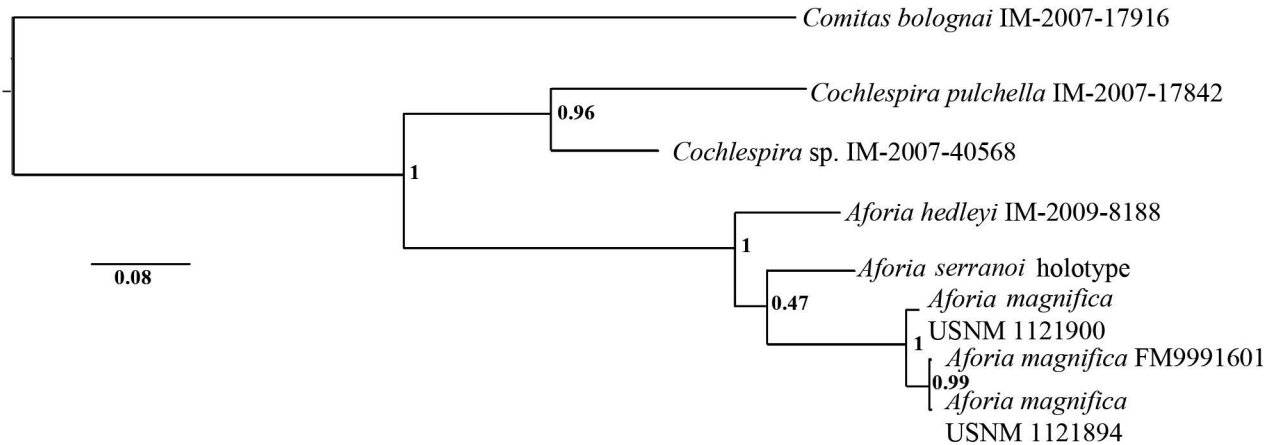 Comitas bolognai IM-2007-17916
Cochlespira pulchella IM-2007-17842
0.96
Cochlespira sp. IM-2007-40568
1
Aforia hedleyi IM-2009-8188
1
Aforia serranoi holotype
0.08
0.47
Aforia magnifica
USNM 1121900
1
Aforia magnifica FM9991601
0.99
Aforia magnifica
USNM 1121894